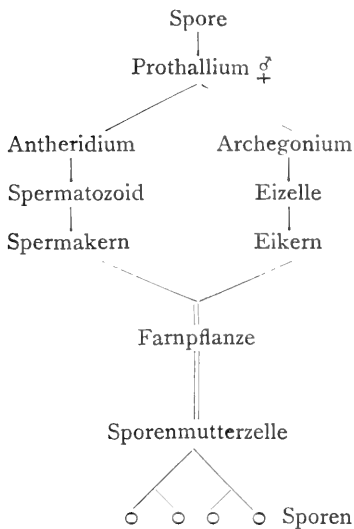 Spore
Prothallium ⚥
Antheridium Archegonium
Spermatozoid Eizelle
Spermakern Eikern
Farnpflanze
Sporenmutterzelle
Sporen